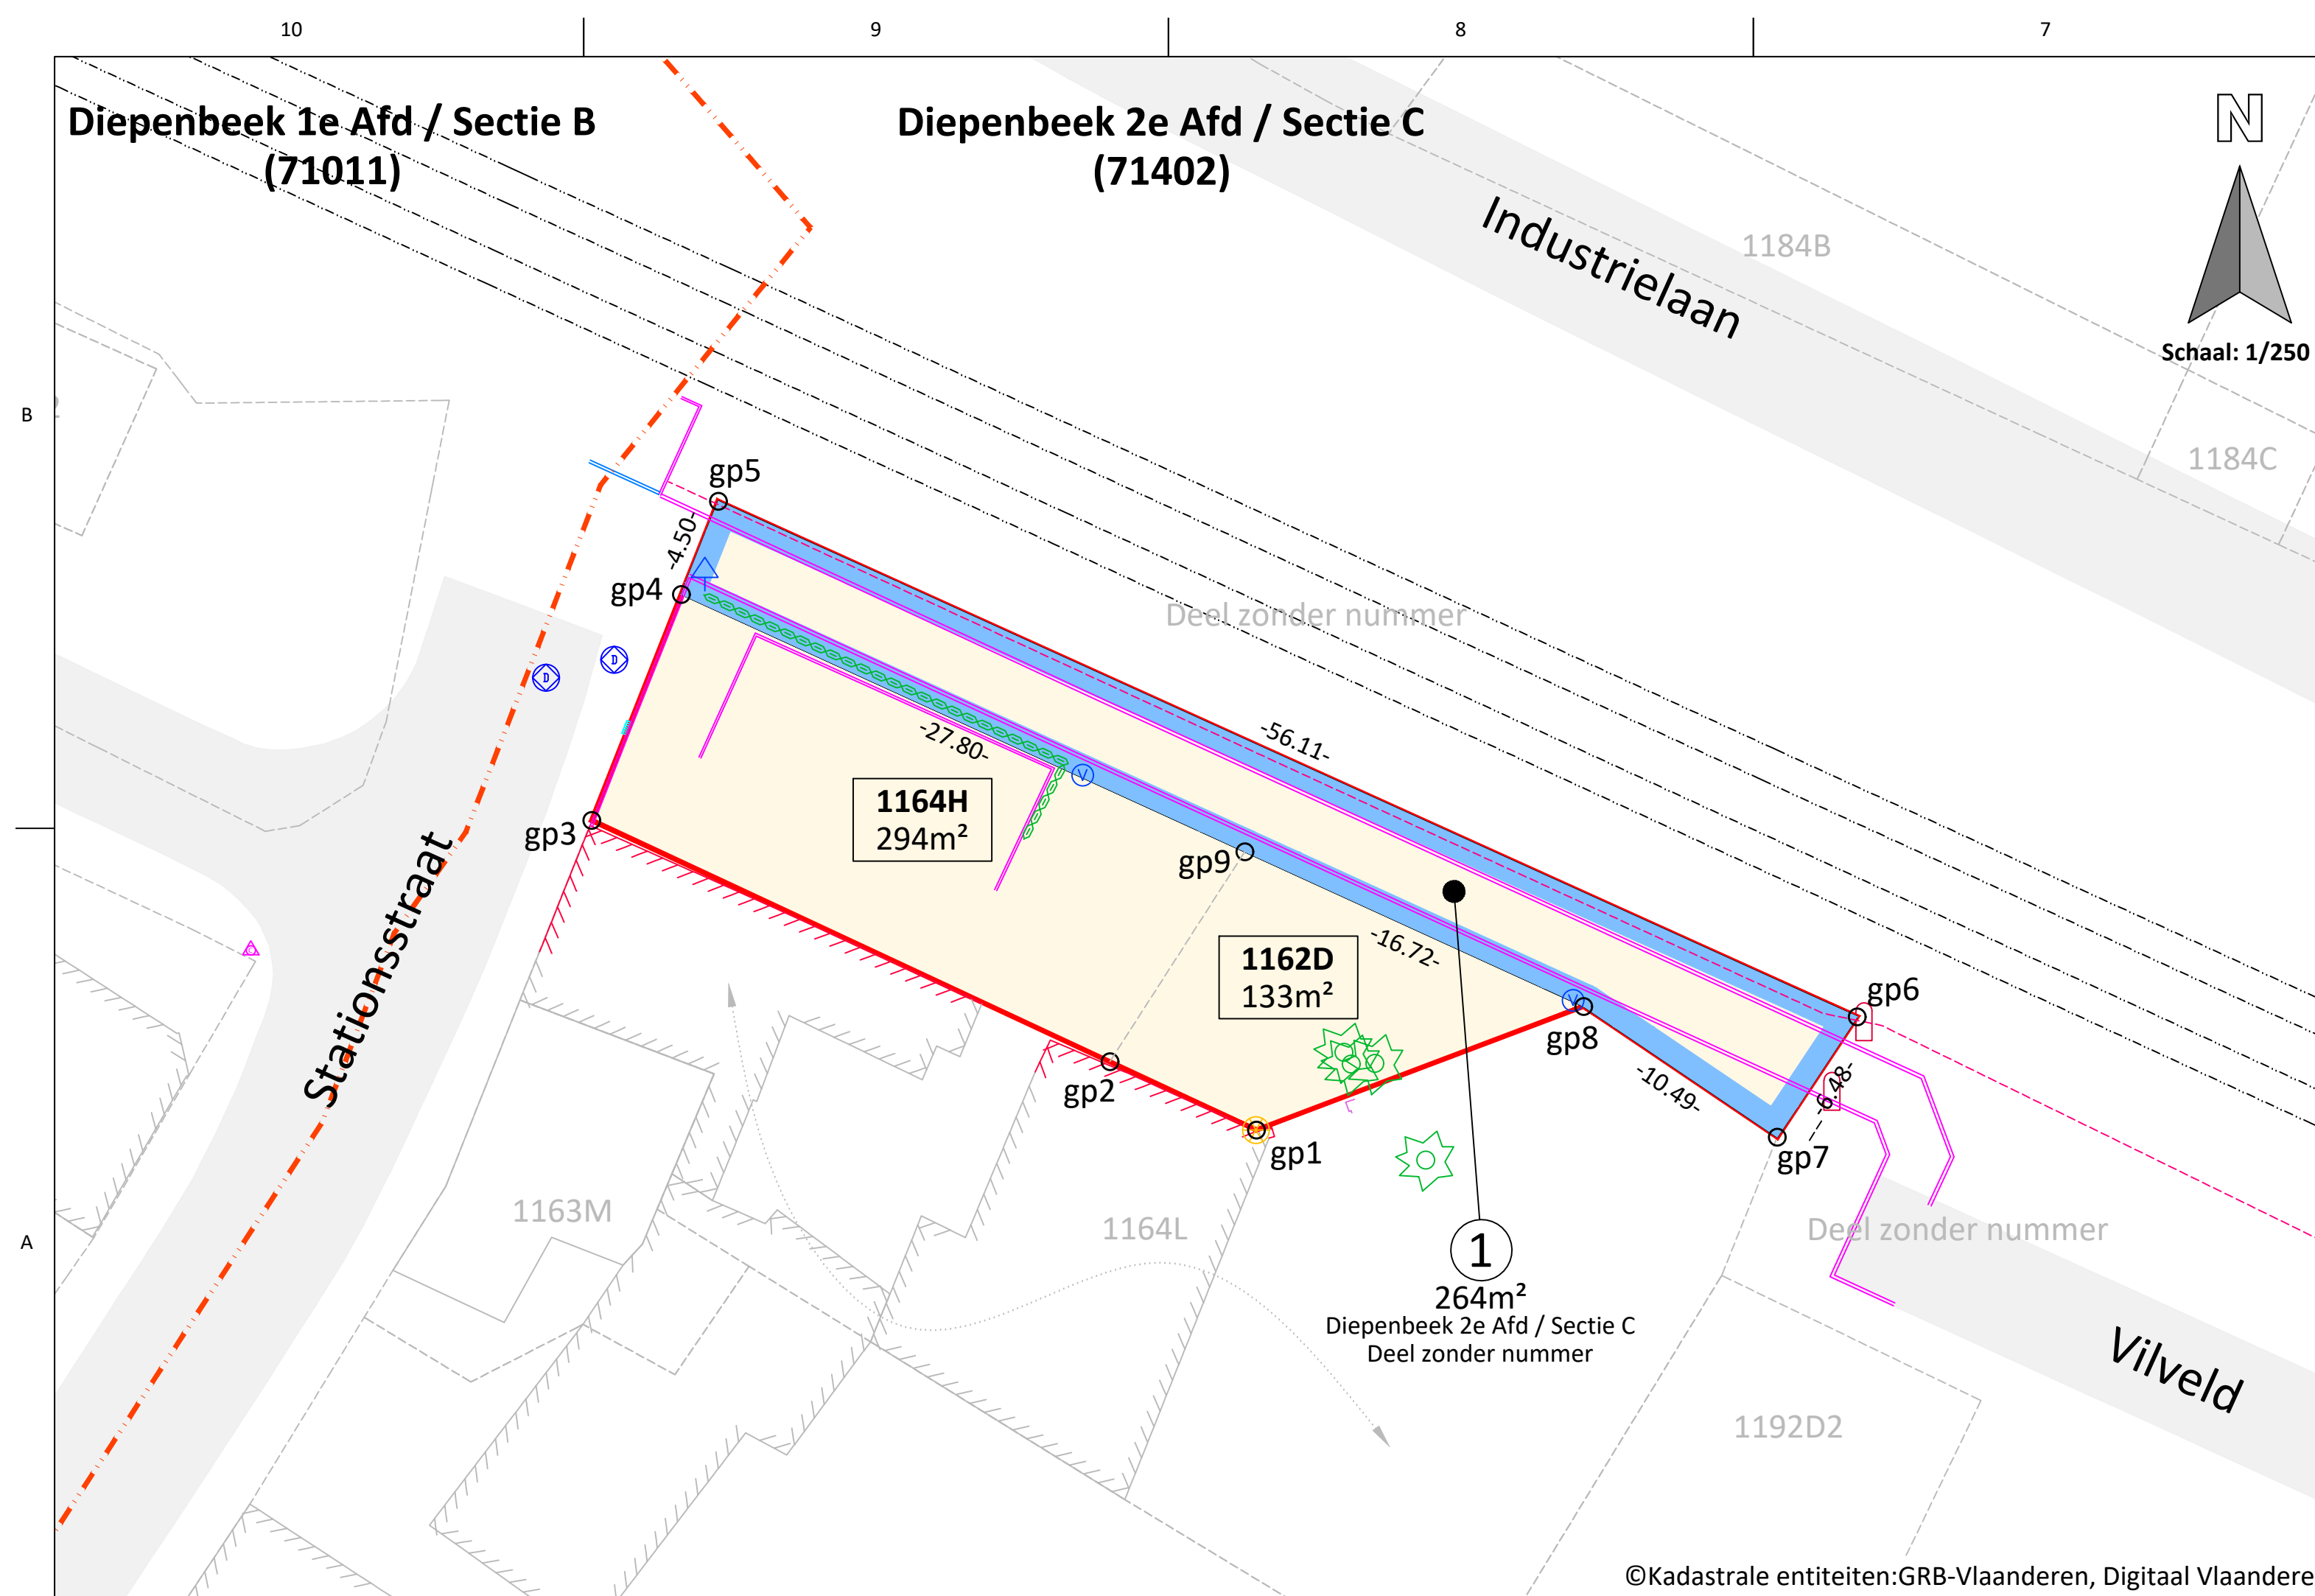 10
9
8
7
Diepenbeek 1e Afd / Sectie B
(71011)
Diepenbeek 2e Afd / Sectie C
(71402)
N
Schaal: 1/250
Industrielaan
1184B
1184C
B
gp5
-4.50-
gp4
Deel zonder nummer
D
D
-27.80-
-56.11-
V
1164H
294m²
gp3
gp9
-16.72-
1162D
133m²
gp6
V
gp8
-10.49-
-6.48-
gp2
gp1
gp7
Stationsstraat
1163M
1164L
Deel zonder nummer
A
1
264m²
Diepenbeek 2e Afd / Sectie C
Deel zonder nummer
Vilveld
1192D2
©Kadastrale entiteiten:GRB-Vlaanderen, Digitaal Vlaandere